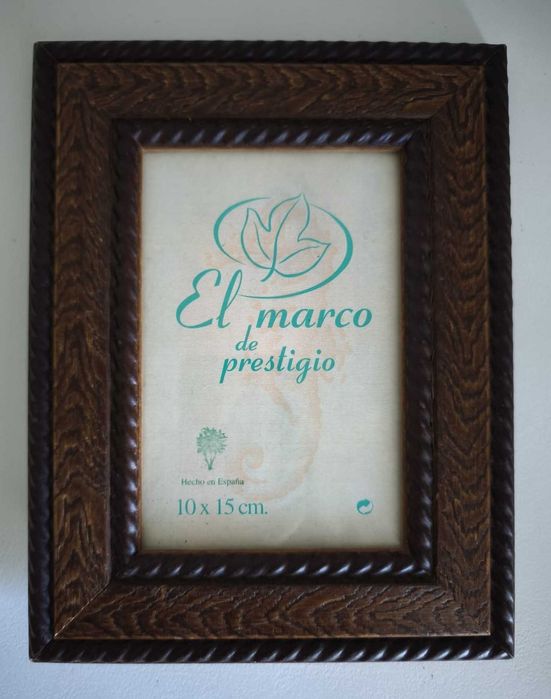 El marco
de
prestigio
Hecho en España
10 x 15 cm.